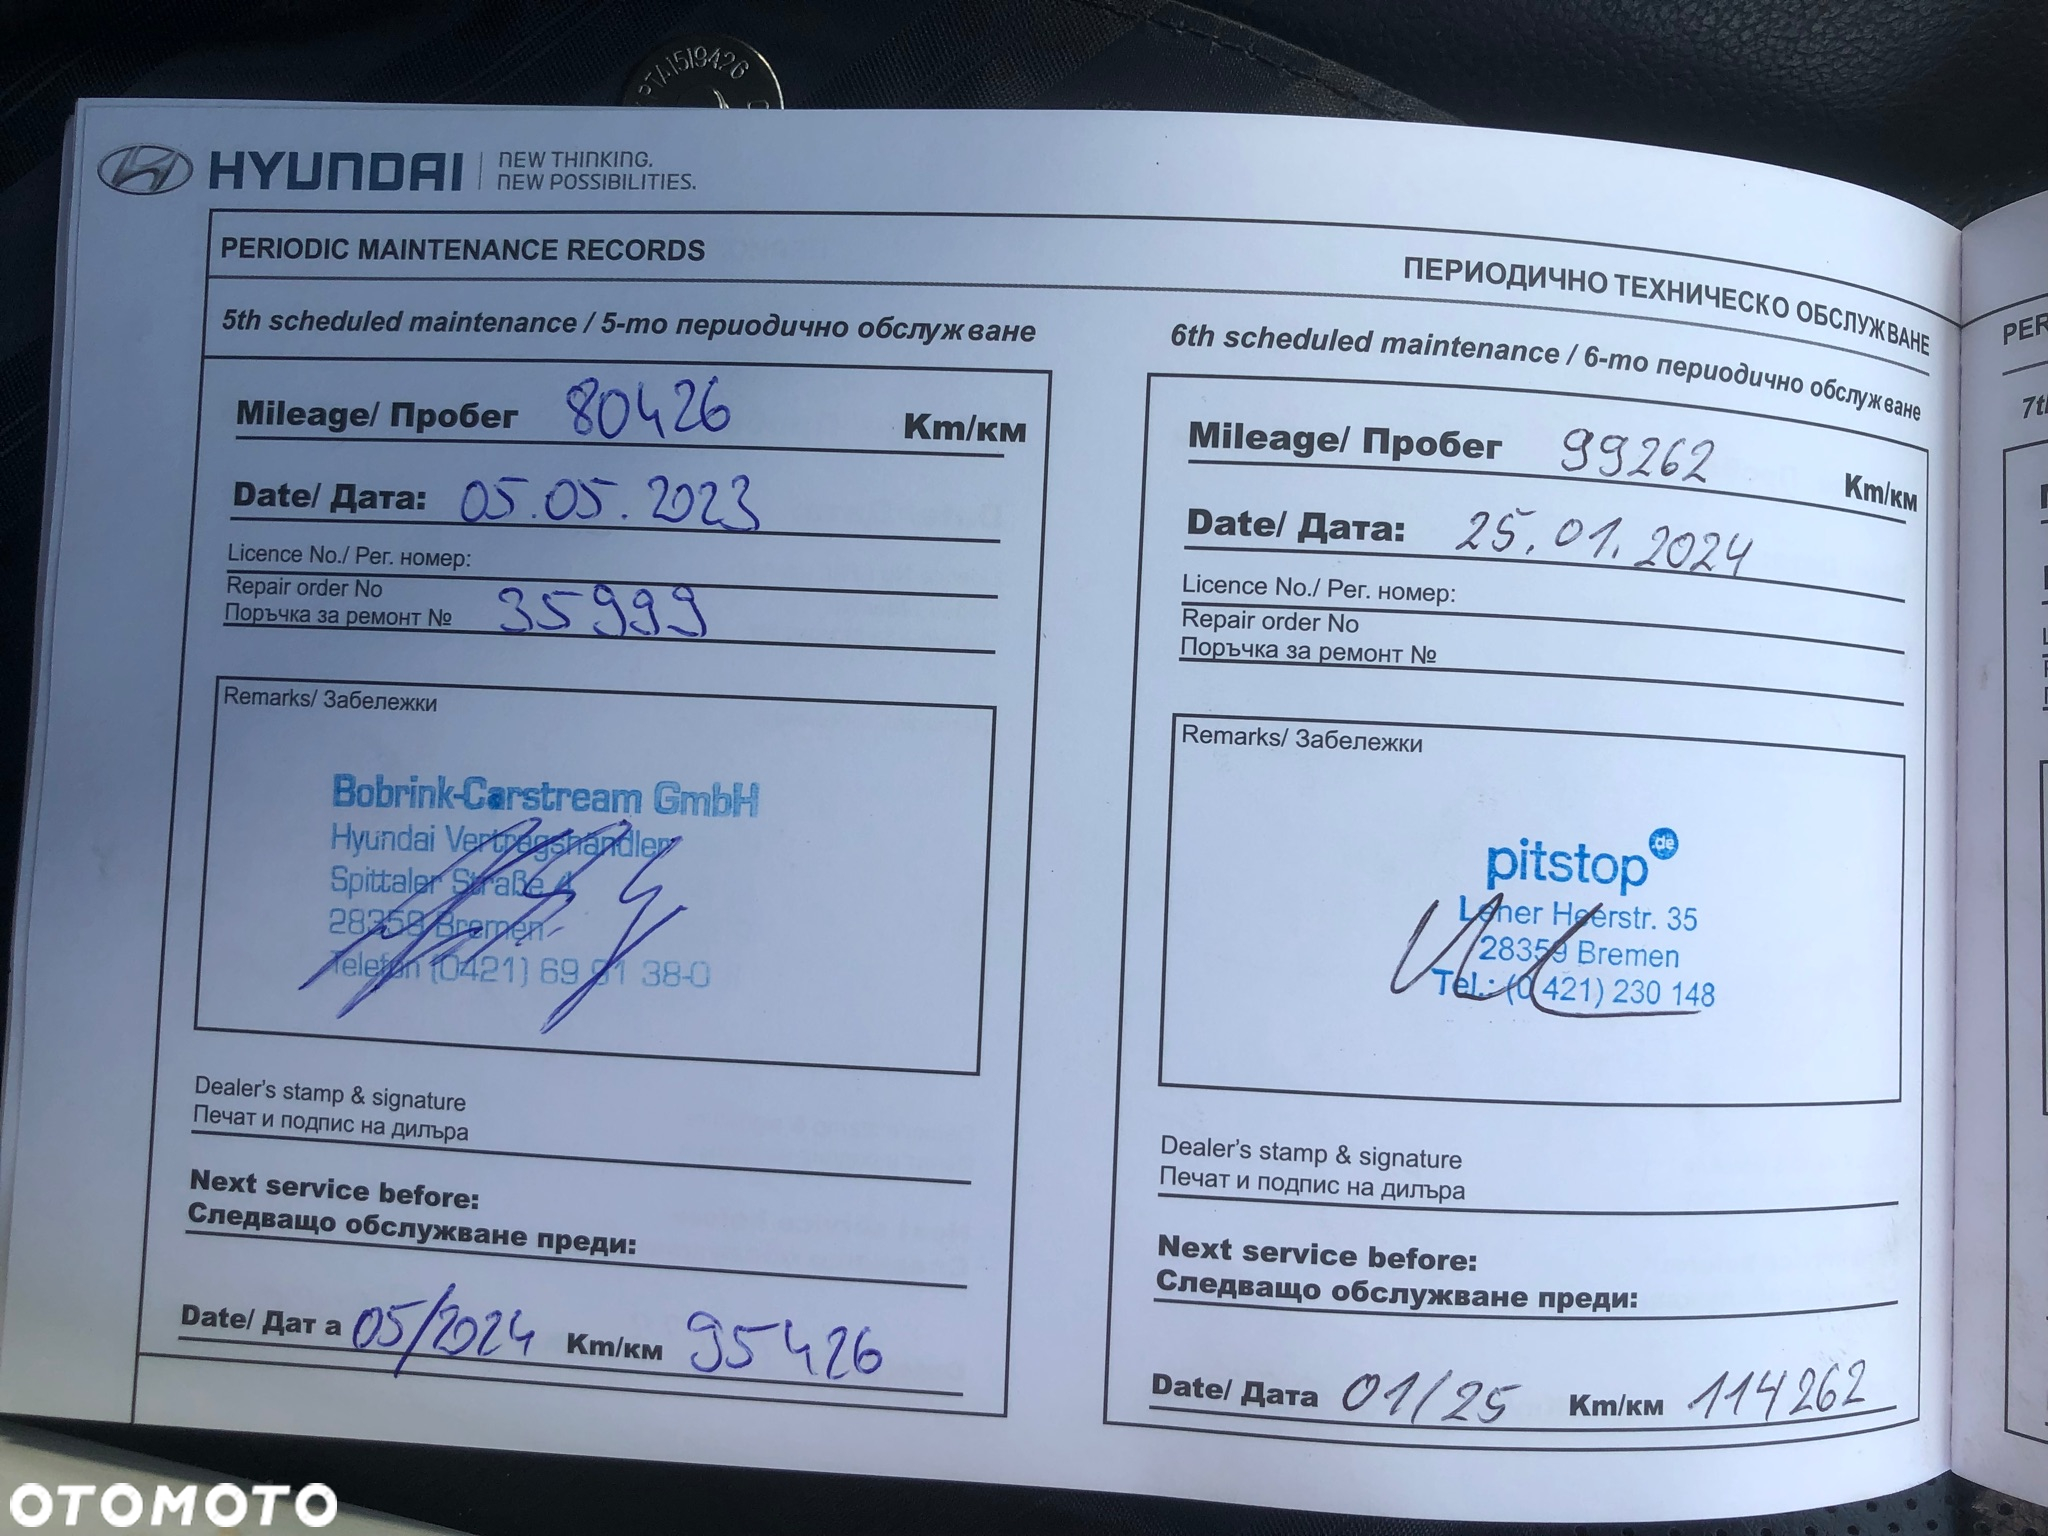 PTA1519426
HYUNDAI
NEW THINKING.
NEW POSSIBILITIES.
PERIODIC MAINTENANCE RECORDS
ПЕРИОДИЧНО ТЕХНИЧЕСКО ОБСЛУЖВАНЕ
5th scheduled maintenance / 5-то периодично обслужване
Mileage/ Пробег 80426 Km/км
Date/ Дата: 05.05.2023
Licence No./ Рег. номер:
Repair order No
Поръчка за ремонт № 35999
Remarks/ Забележки
Bobrink-Carstream GmbH
Hyundai Vertragshändler
Spittaler Straße 4
28359 Bremen
Telefon (0421) 69 91 38-0
Dealer's stamp & signature
Печат и подпис на дилъра
Next service before:
Следващо обслужване преди:
Date/ Дат а 05/2024 Km/км 95426
6th scheduled maintenance / 6-то периодично обслужване
Mileage/ Пробег 99262 Km/км
Date/ Дата: 25.01.2024
Licence No./ Рег. номер:
Repair order No
Поръчка за ремонт №
Remarks/ Забележки
pitstop.de
Lehner Heerstr. 35
28359 Bremen
Tel.: (0 421) 230 148
Dealer's stamp & signature
Печат и подпис на дилъра
Next service before:
Следващо обслужване преди:
Date/ Дата 01/25 Km/км 114262
PER
7t
OTOMOTO